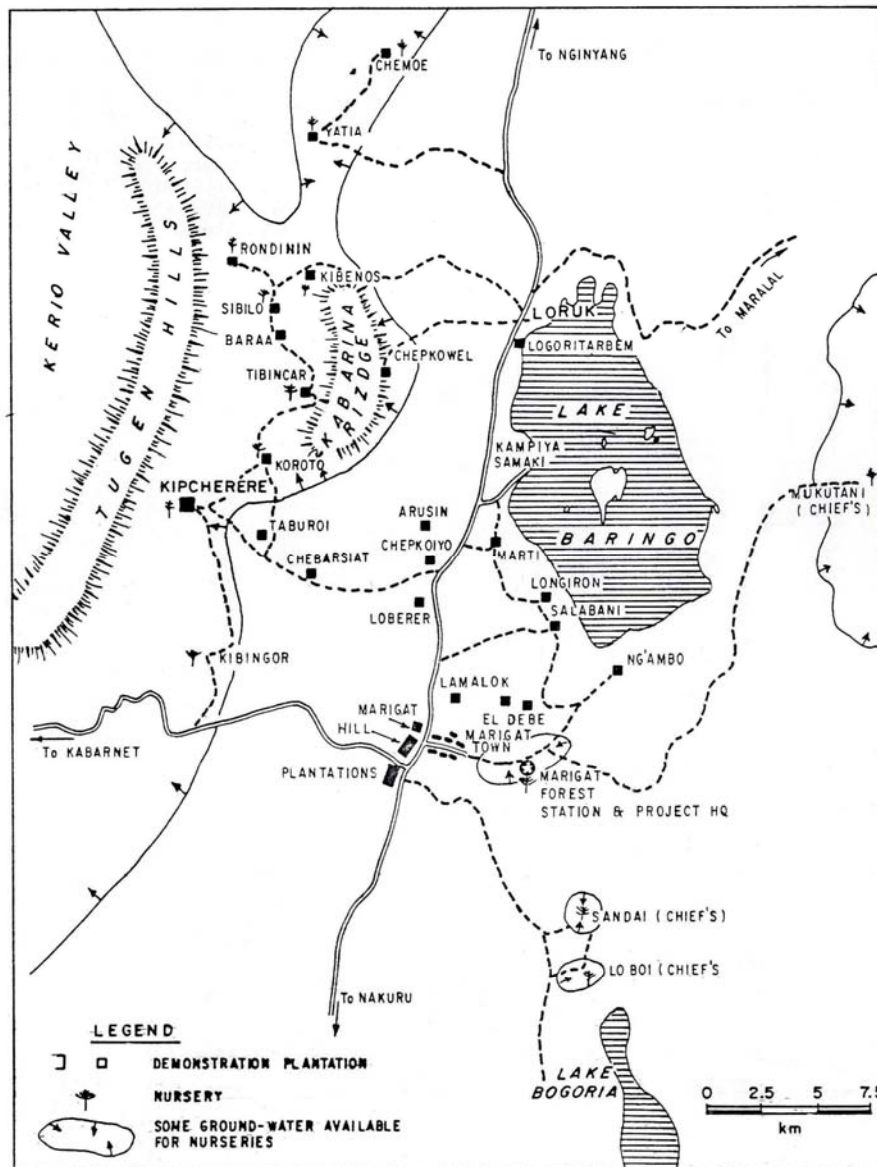 To NGINYANG
CHEMOE
YATIA
KERIO VALLEY
TUGEN HILLS
RONDININ
KIBENOS
SIBILO
BARAA
TIBINCAR
KABARINA
RIZDGE
CHEPKOWEL
To MARALAL
LORUK
LOGORITARBEM
LAKE
BARINGO
KAMPIYA
SAMAKI
MUKUTANI
(CHIEF'S)
KOROTO
KIPCHERÉRE
TABUROI
CHEBARSIAT
ARUSIN
CHEPKOIYO
LOBERER
MARTI
LONGIRON
SALABANI
NG'AMBO
KIBINGOR
LAMALOK
EL DEBE
MARIGAT
HILL
MARIGAT
TOWN
PLANTATIONS
To KABARNET
MARIGAT
FOREST
STATION & PROJECT HQ
SANDAI (CHIEF'S)
LO BOI (CHIEF'S
To NAKURU
LAKE
BOGORIA
LEGEND
DEMONSTRATION PLANTATION
NURSERY
SOME GROUND-WATER AVAILABLE
FOR NURSERIES
0 2.5 5 7.5
km